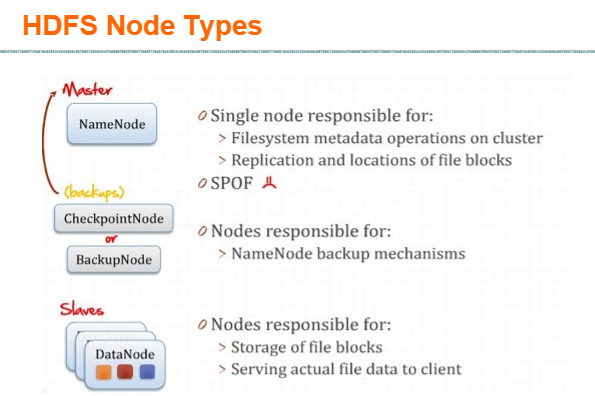 HDFS Node Types
Master
NameNode
o Single node responsible for:
> Filesystem metadata operations on cluster
> Replication and locations of file blocks
o SPOF
(backups)
CheckpointNode
or
BackupNode
o Nodes responsible for:
> NameNode backup mechanisms
Slaves
DataNode
o Nodes responsible for:
> Storage of file blocks
> Serving actual file data to client